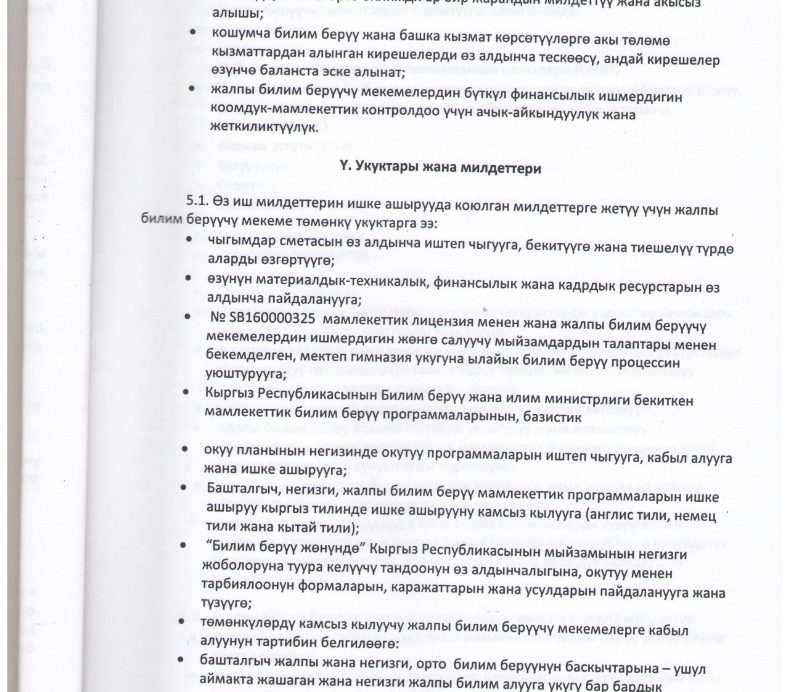 алышы;
• кошумча билим берүү жана башка кызмат көрсөтүүлөргө акы төлөмө
кызматтардан алынган кирешелерди өз алдынча тескөөсү, андай кирешелер
өзүнчө баланста эске алынат;
• жалпы билим берүүчү мекемелердин бүткүл финансылык ишмердигин
коомдук-мамлекеттик контролдоо үчүн ачык-айкындуулук жана
жеткиликтүүлүк.
Ү. Укуктары жана милдеттери
5.1. Өз иш милдеттерин ишке ашырууда коюлган милдеттерге жетүү үчүн жалпы
билим берүүчү мекеме төмөнкү укуктарга ээ:
• чыгымдар сметасын өз алдынча иштеп чыгууга, бекитүүгө жана тиешелүү түрдө
аларды өзгөртүүгө;
• өзүнүн материалдык-техникалык, финансылык жана кадрдык ресурстарын өз
алдынча пайдаланууга;
• № SB160000325 мамлекеттик лицензия менен жана жалпы билим берүүчү
мекемелердин ишмердигин жөнгө салуучу мыйзамдардын талаптары менен
бекемделген, мектеп гимназия укугуна ылайык билим берүү процессин
уюштурууга;
• Кыргыз Республикасынын Билим берүү жана илим министрлиги бекиткен
мамлекеттик билим берүү программаларынын, базистик
• окуу планынын негизинде окутуу программаларын иштеп чыгууга, кабыл алууга
жана ишке ашырууга;
• Башталгыч, негизги, жалпы билим берүү мамлекеттик программаларын ишке
ашыруу кыргыз тилинде ишке ашырууну камсыз кылууга (англис тили, немец
тили жана кытай тили);
• “Билим берүү жөнүндө” Кыргыз Республикасынын мыйзамынын негизги
жоболоруна туура келүүчү тандоонун өз алдынчалыгына, окутуу менен
тарбиялоонун формаларын, каражаттарын жана усулдарын пайдаланууга жана
түзүүгө;
• төмөнкүлөрдү камсыз кылуучу жалпы билим берүүчү мекемелерге кабыл
алуунун тартибин белгилөөгө:
• башталгыч жалпы жана негизги, орто билим берүүнүн баскычтарына – ушул
аймакта жашаган жана негизги жалпы билим алууга укугу бар бардык